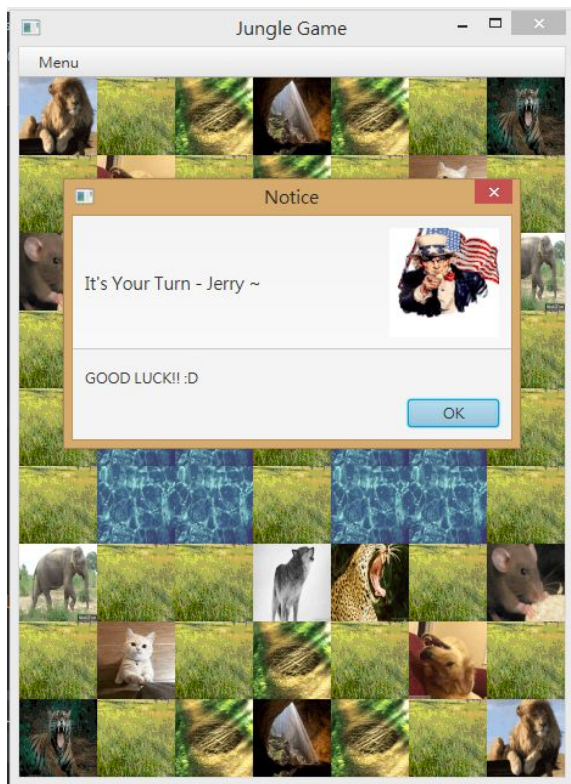 Jungle Game
Menu
Notice
It's Your Turn - Jerry ~
GOOD LUCK!! :D
OK